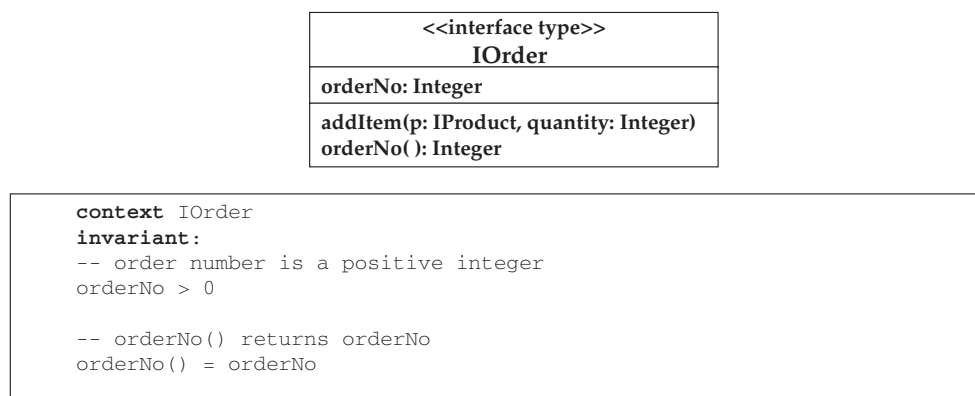 <<interface type>>
IOrder
orderNo: Integer
addItem(p: IProduct, quantity: Integer)
orderNo( ): Integer
context IOrder
invariant:
-- order number is a positive integer
orderNo > 0
-- orderNo() returns orderNo
orderNo() = orderNo